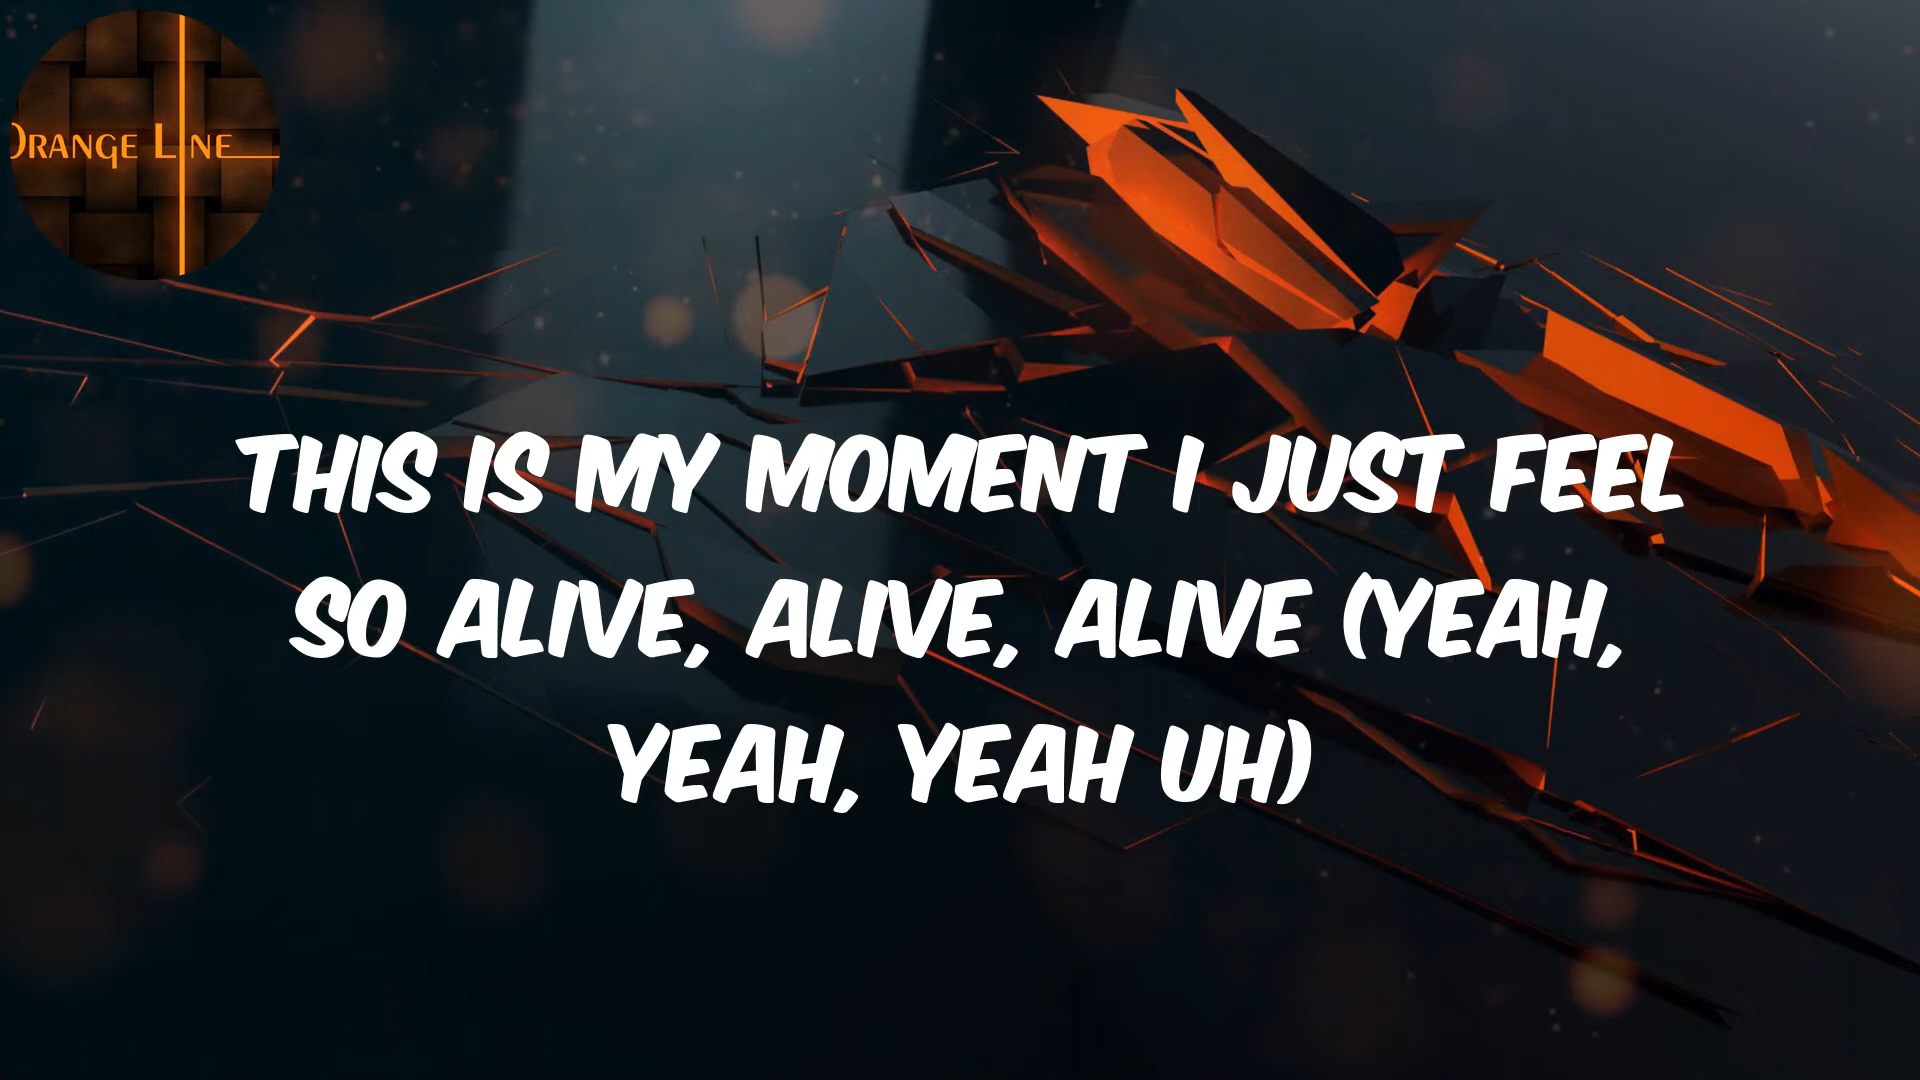 ORANGE LINE
THIS IS MY MOMENT I JUST FEEL
SO ALIVE, ALIVE, ALIVE (YEAH,
YEAH, YEAH UH)